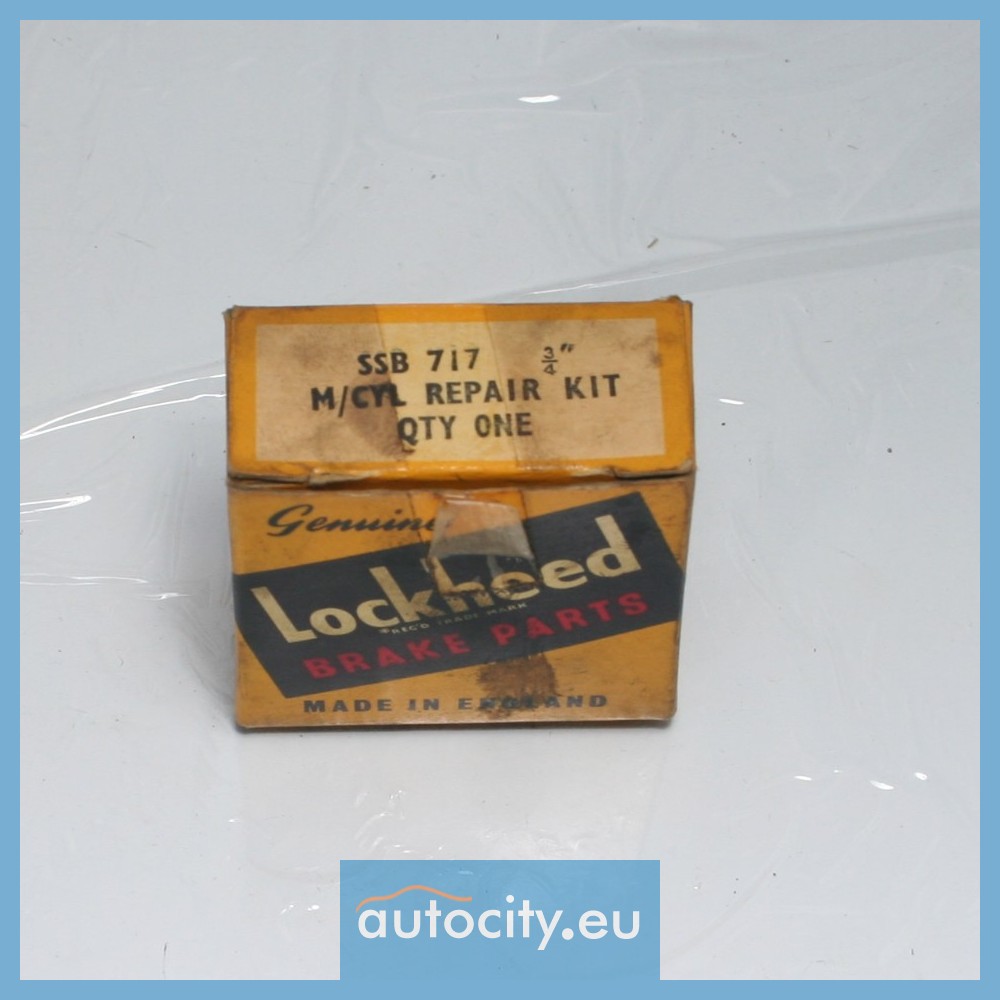 SSB 717 3/4"
M/CYL REPAIR KIT
QTY ONE
Genuine
Lockheed
REG'D TRADE MARK
BRAKE PARTS
MADE IN ENGLAND
autocity.eu